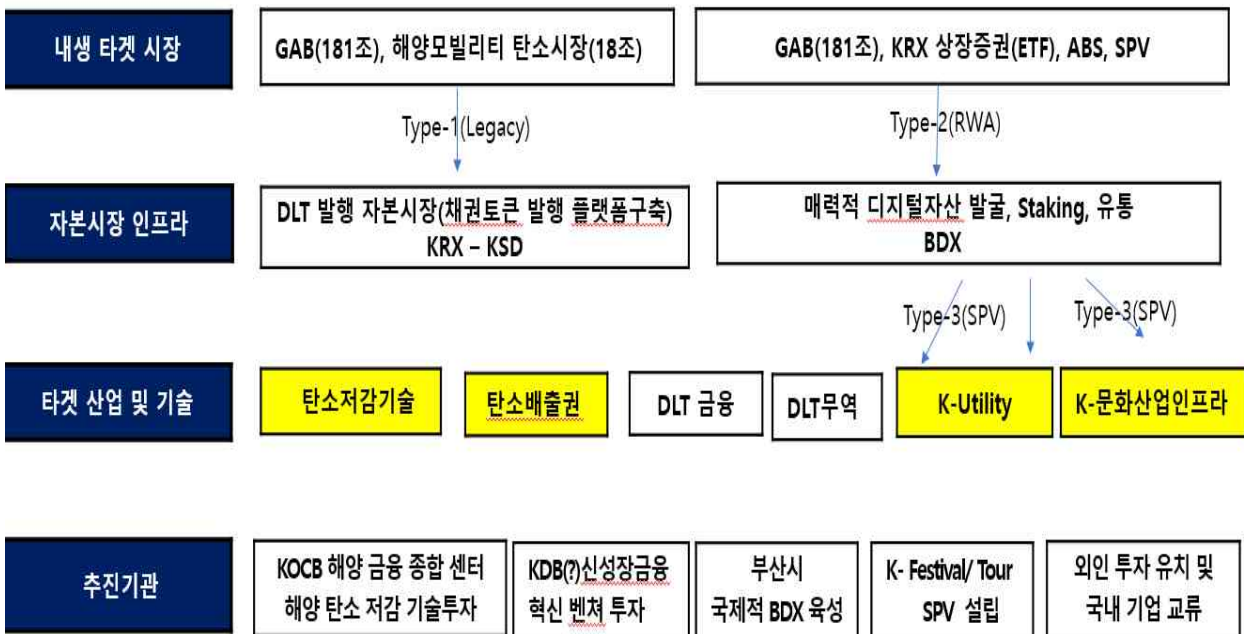 내생 타겟 시장
GAB(181조), 해양모빌리티 탄소시장(18조)
GAB(181조), KRX 상장증권(ETF), ABS, SPV
Type-1(Legacy)
Type-2(RWA)
자본시장 인프라
DLT 발행 자본시장(채권토큰 발행 플랫폼구축)
KRX – KSD
매력적 디지털자산 발굴, Staking, 유통
BDX
Type-3(SPV)
Type-3(SPV)
타겟 산업 및 기술
탄소저감기술
탄소배출권
DLT 금융
DLT무역
K-Utility
K-문화산업인프라
추진기관
KOCB 해양 금융 종합 센터
해양 탄소 저감 기술투자
KDB(?)신성장금융
혁신 벤쳐 투자
부산시
국제적 BDX 육성
K- Festival/ Tour
SPV 설립
외인 투자 유치 및
국내 기업 교류